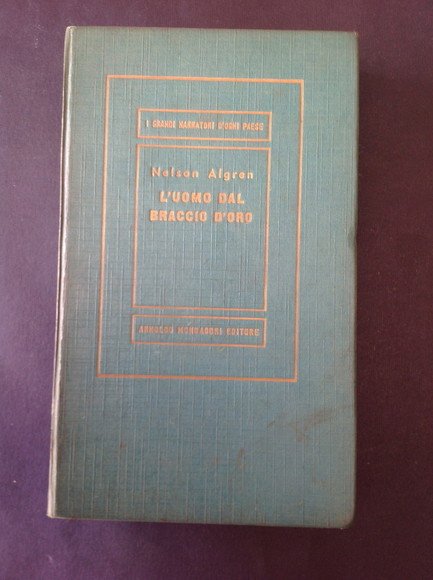 I GRANDI NARRATORI D'OGNI PAESE
Nelson Algren
L'UOMO DAL
BRACCIO D'ORO
ARNOLDO MONDADORI EDITORE